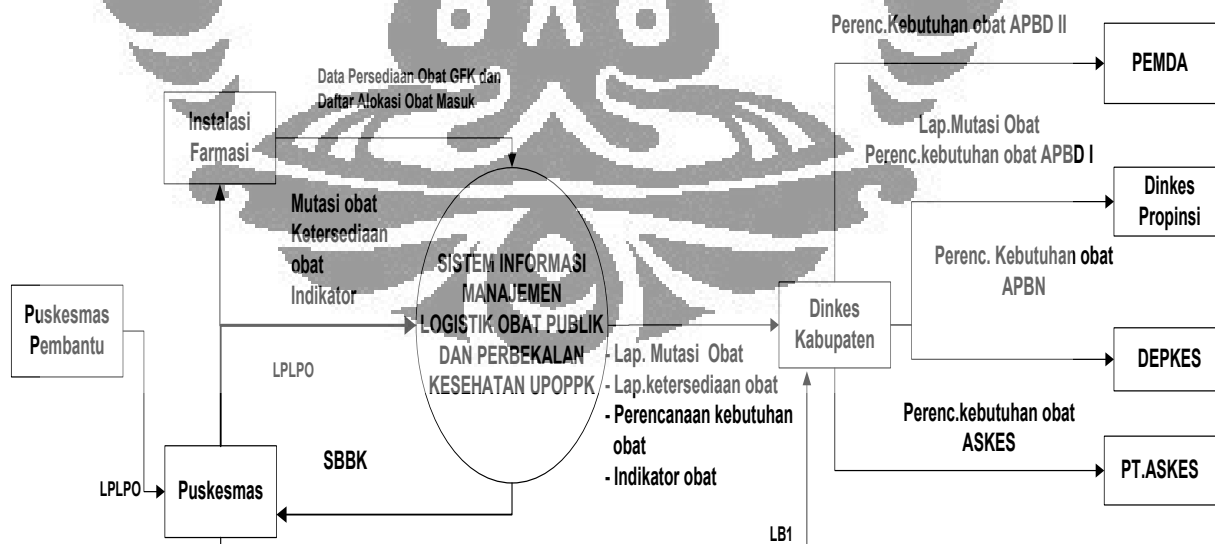 Perenc.Kebutuhan obat APBD II
PEMDA
Data Persediaan Obat GFK dan
Daftar Alokasi Obat Masuk
Instalasi
Farmasi
Lap.Mutasi Obat
Perenc.kebutuhan obat APBD I
Dinkes
Propinsi
Mutasi obat
Ketersediaan
obat
Indikator
SISTEM INFORMASI
MANAJEMEN
LOGISTIK OBAT PUBLIK
DAN PERBEKALAN
KESEHATAN UPOPPK
Perenc. Kebutuhan obat
APBN
Puskesmas
Pembantu
Dinkes
Kabupaten
LPLPO
- Lap. Mutasi Obat
- Lap.ketersediaan obat
- Perencanaan kebutuhan
obat
- Indikator obat
DEPKES
Perenc.kebutuhan obat
ASKES
SBBK
LPLPO
Puskesmas
PT.ASKES
LB1